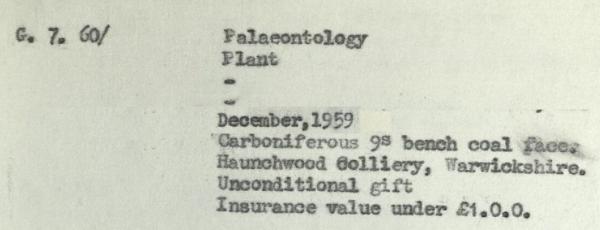 G. 7. 60/ Palaeontology
Plant
-
-
December,1959
Carboniferous 9s bench coal face.
Haunchwood Colliery, Warwickshire.
Unconditional gift
Insurance value under £1.0.0.